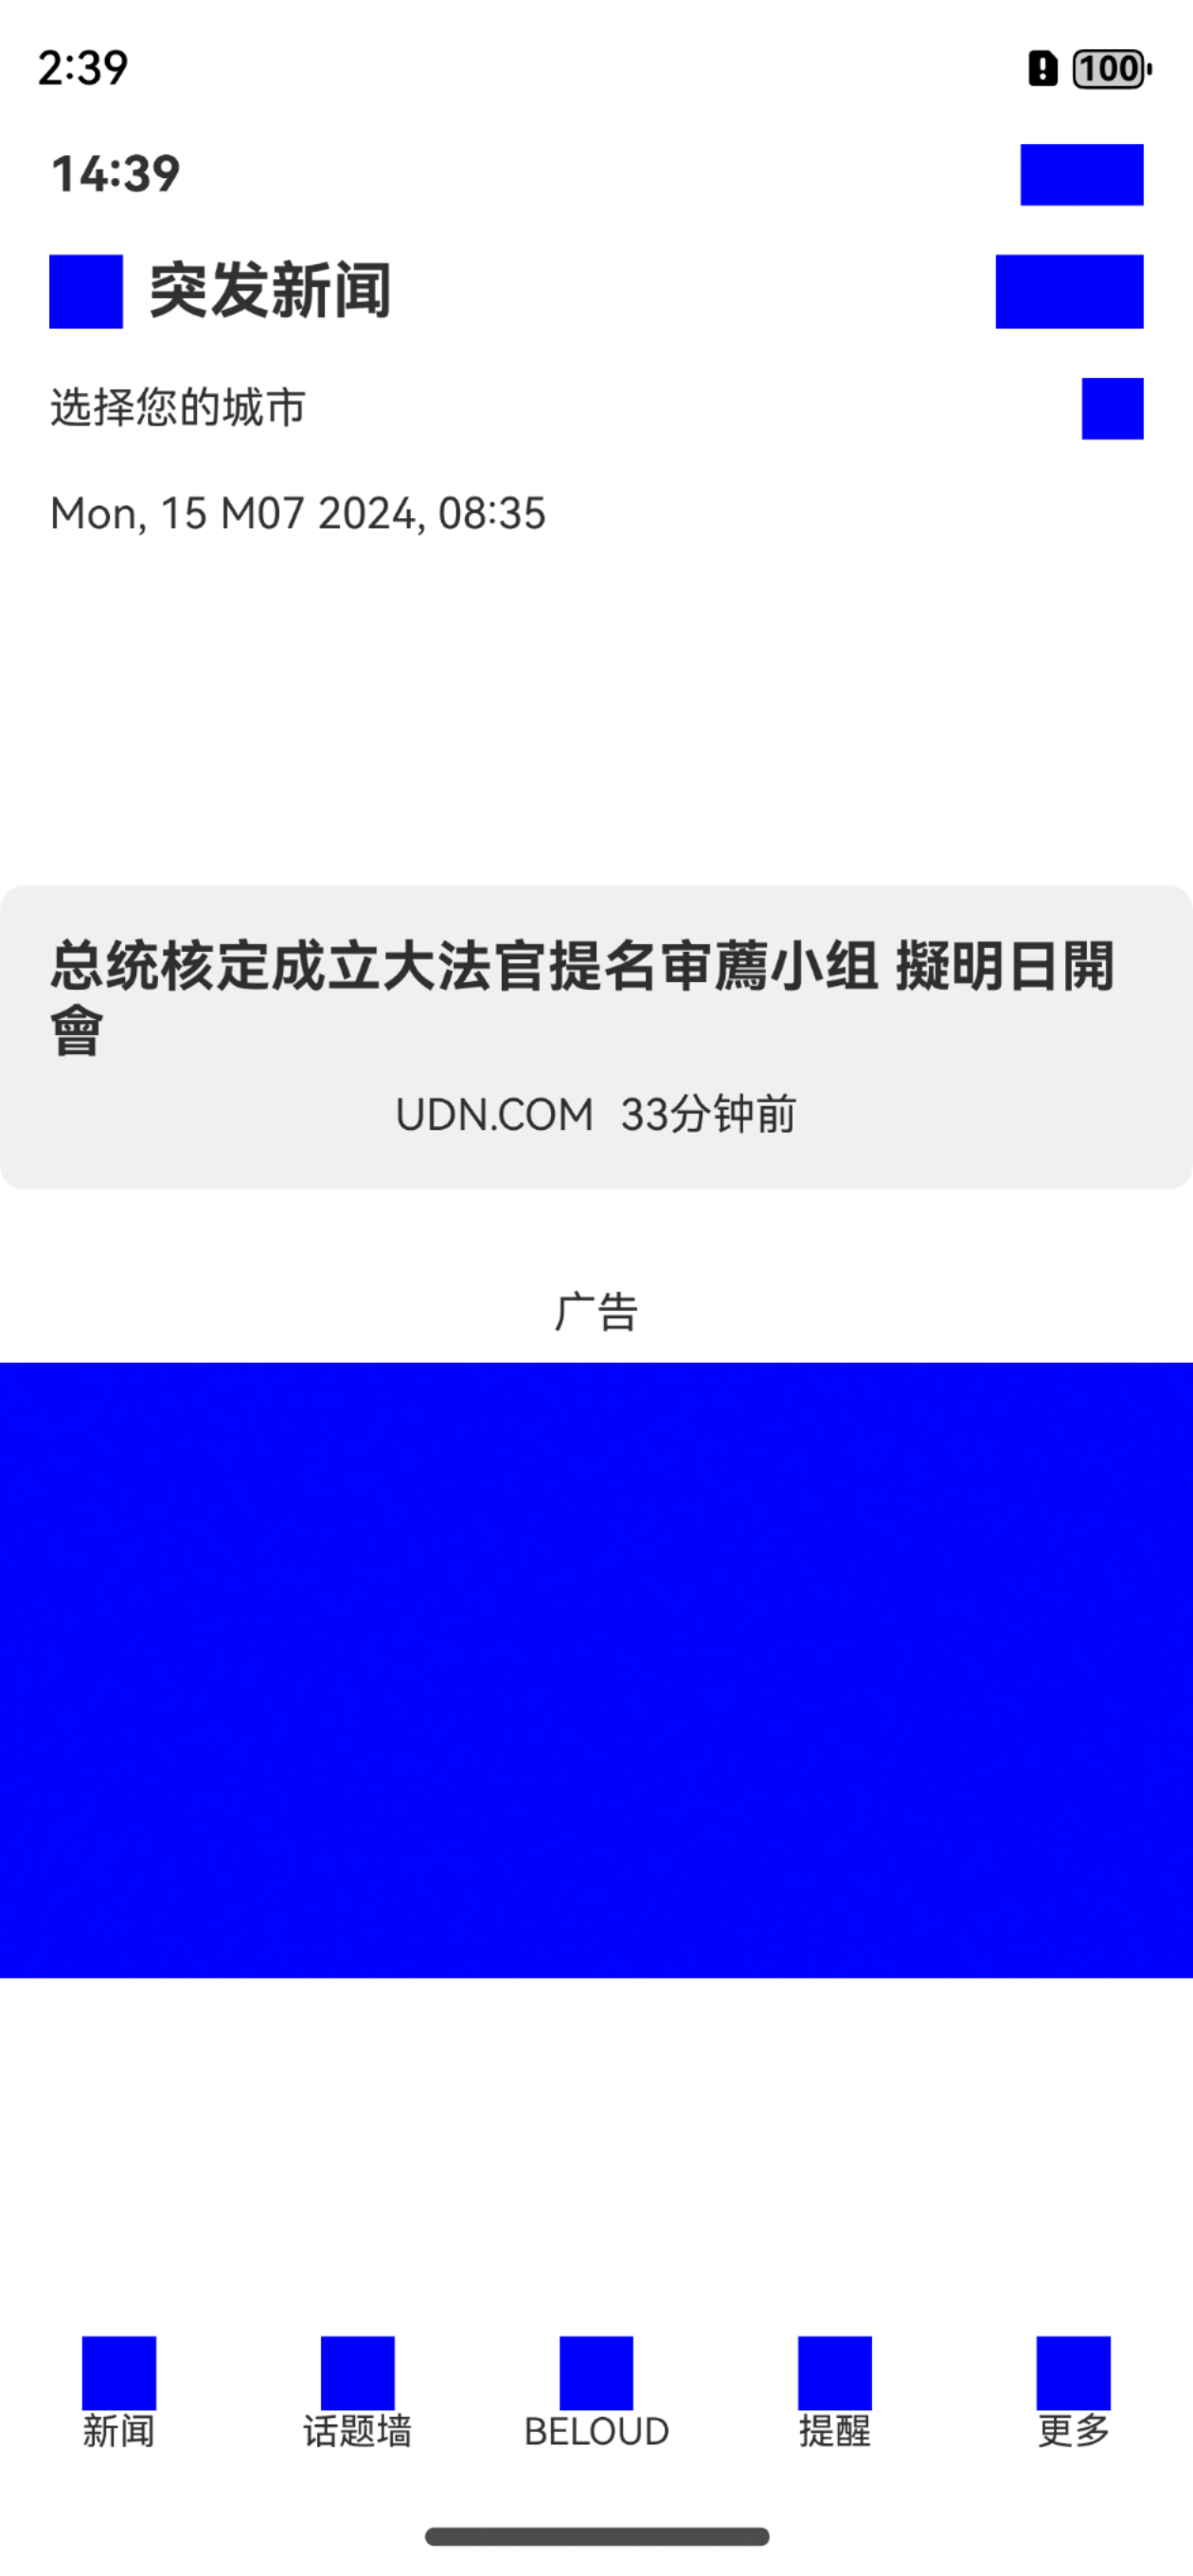 2:39
100
14:39
突发新闻
选择您的城市
Mon, 15 M07 2024, 08:35
总统核定成立大法官提名审薦小组 擬明日開
會
UDN.COM 33分钟前
广告
新闻 话题墙 BELOUD 提醒 更多